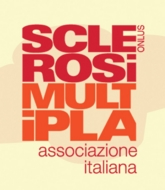 SCLE
ROSi
ONLUS
MULT
iPLA
associazione
italiana